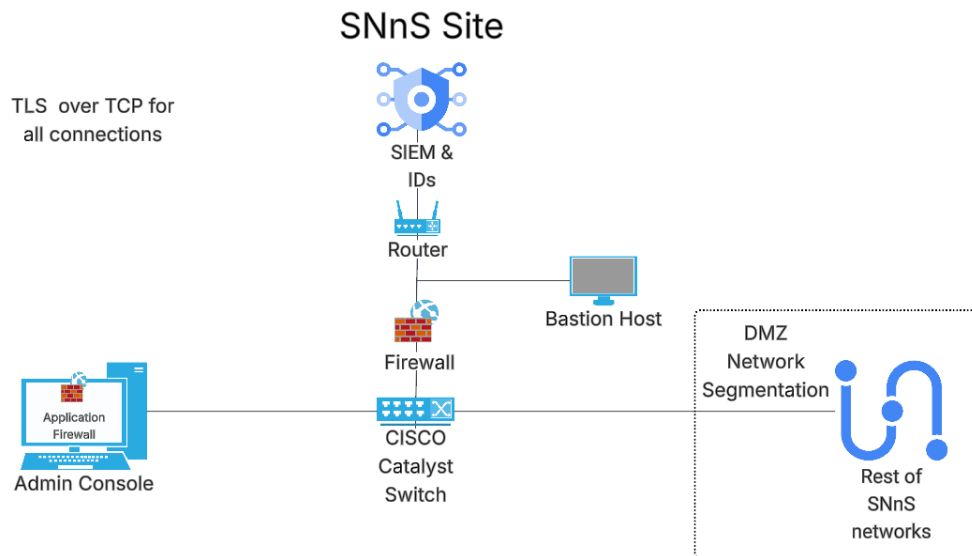 SNnS Site
TLS over TCP for
all connections
SIEM &
IDs
Router
Bastion Host
Firewall
DMZ
Network
Segmentation
Application
Firewall
Admin Console
CISCO
Catalyst
Switch
Rest of
SNnS
networks